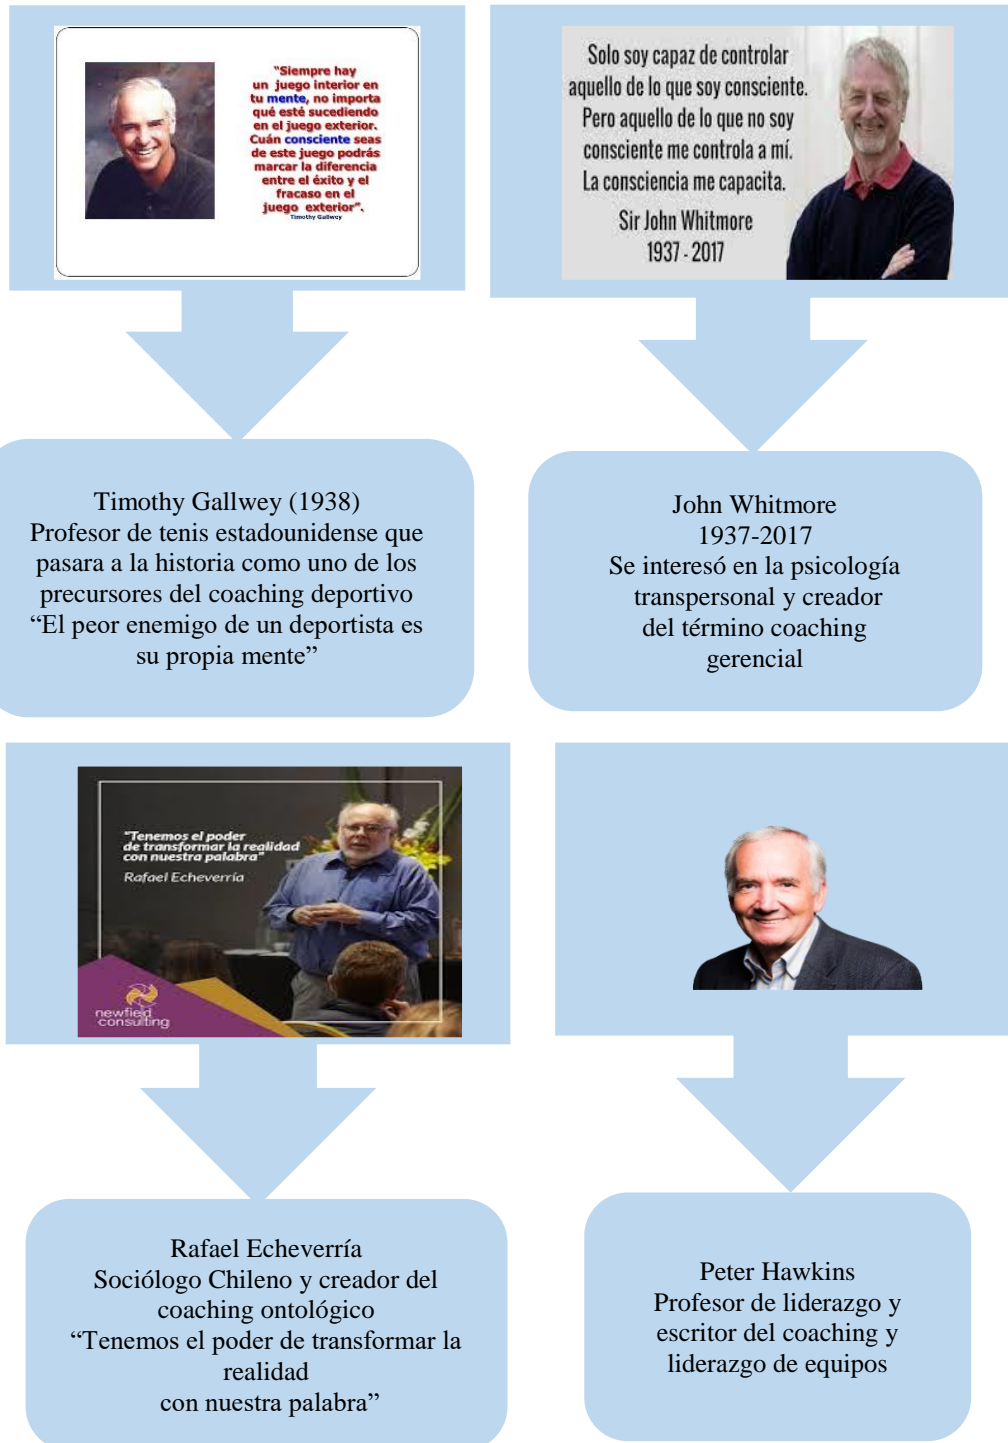 "Siempre hay
un juego interior en
tu mente, no importa
qué esté sucediendo
en el juego exterior.
Cuán consciente seas
de este juego podrás
marcar la diferencia
entre el éxito y el
fracaso en el
juego exterior".
Timothy Gallwey
Solo soy capaz de controlar
aquello de lo que soy consciente.
Pero aquello de lo que no soy
consciente me controla a mí.
La consciencia me capacita.
Sir John Whitmore
1937 - 2017
Timothy Gallwey (1938)
Profesor de tenis estadounidense que
pasara a la historia como uno de los
precursores del coaching deportivo
“El peor enemigo de un deportista es
su propia mente”
John Whitmore
1937-2017
Se interesó en la psicología
transpersonal y creador
del término coaching
gerencial
"Tenemos el poder
de transformar la realidad
con nuestra palabra"
Rafael Echeverría
newfield
consulting
Rafael Echeverría
Sociólogo Chileno y creador del
coaching ontológico
“Tenemos el poder de transformar la
realidad
con nuestra palabra”
Peter Hawkins
Profesor de liderazgo y
escritor del coaching y
liderazgo de equipos